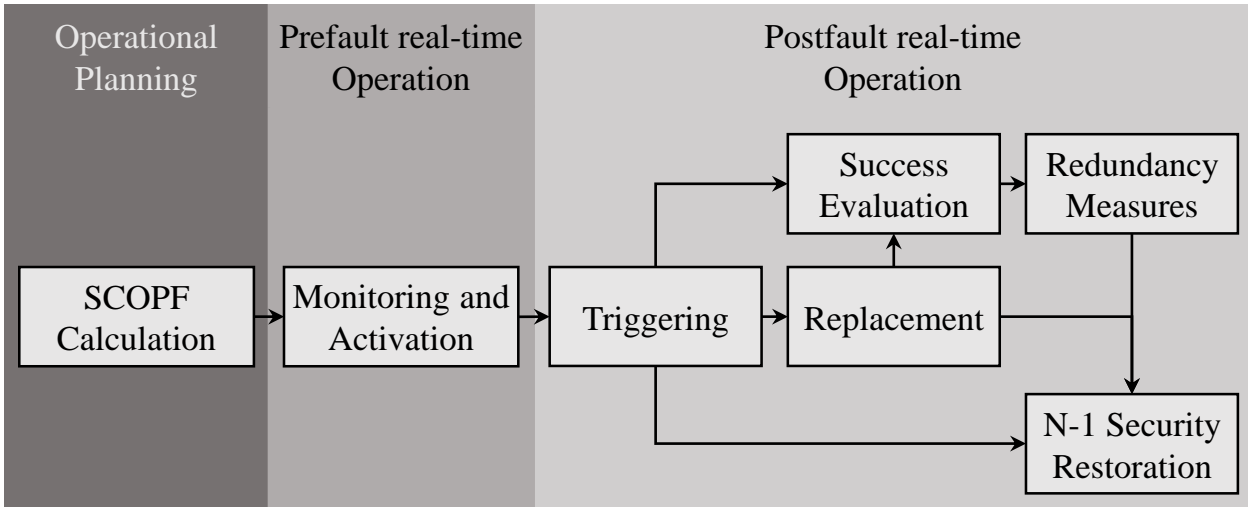 Operational
Planning
Prefault real-time
Operation
Postfault real-time
Operation
SCOPF
Calculation
Monitoring and
Activation
Triggering
Replacement
Success
Evaluation
Redundancy
Measures
N-1 Security
Restoration